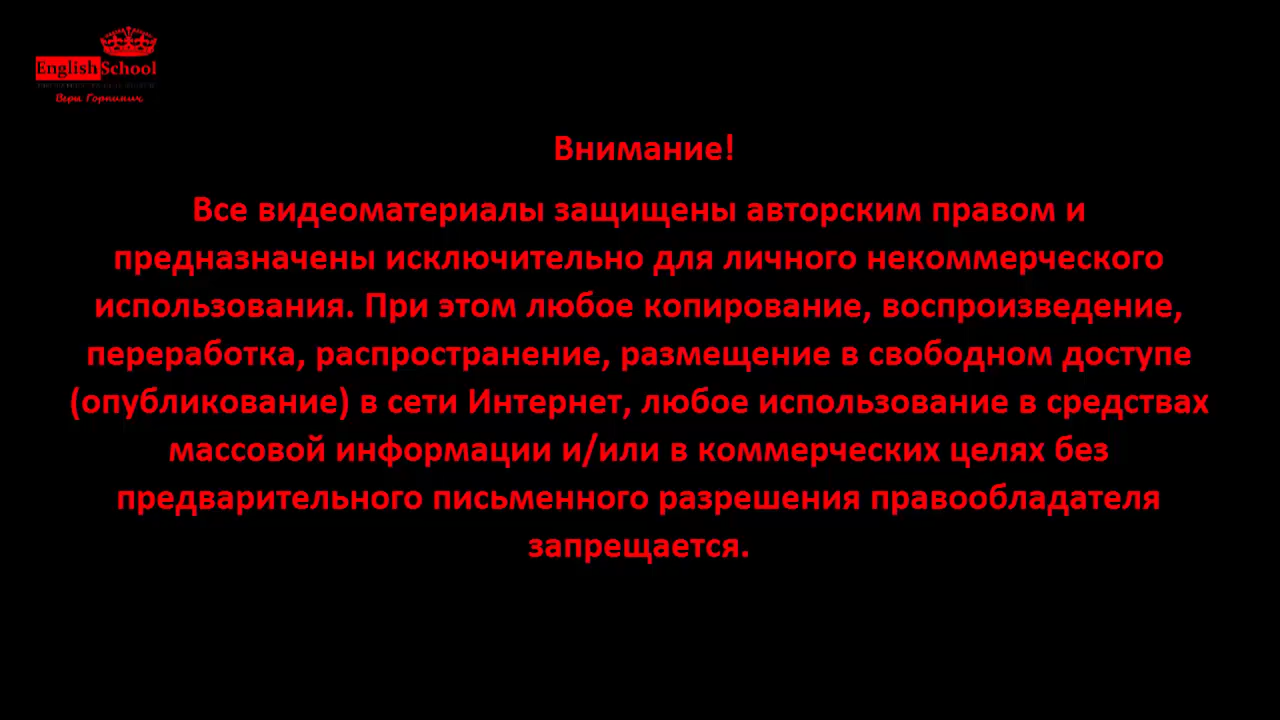 EnglishSchool
Веры Горпинич
Внимание!
Все видеоматериалы защищены авторским правом и
предназначены исключительно для личного некоммерческого
использования. При этом любое копирование, воспроизведение,
переработка, распространение, размещение в свободном доступе
(опубликование) в сети Интернет, любое использование в средствах
массовой информации и/или в коммерческих целях без
предварительного письменного разрешения правообладателя
запрещается.